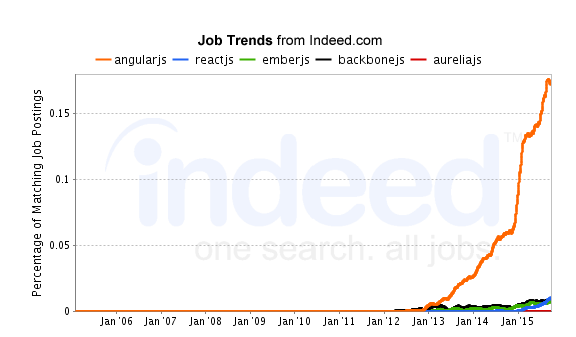 Job Trends from Indeed.com
angularjs reactjs emberjs backbonejs aureliajs
Percentage of Matching Job Postings
0.15
0.1
0.05
0
indeed™
one search. all jobs.
Jan'06 Jan'07 Jan'08 Jan'09 Jan'10 Jan'11 Jan'12 Jan'13 Jan'14 Jan'15